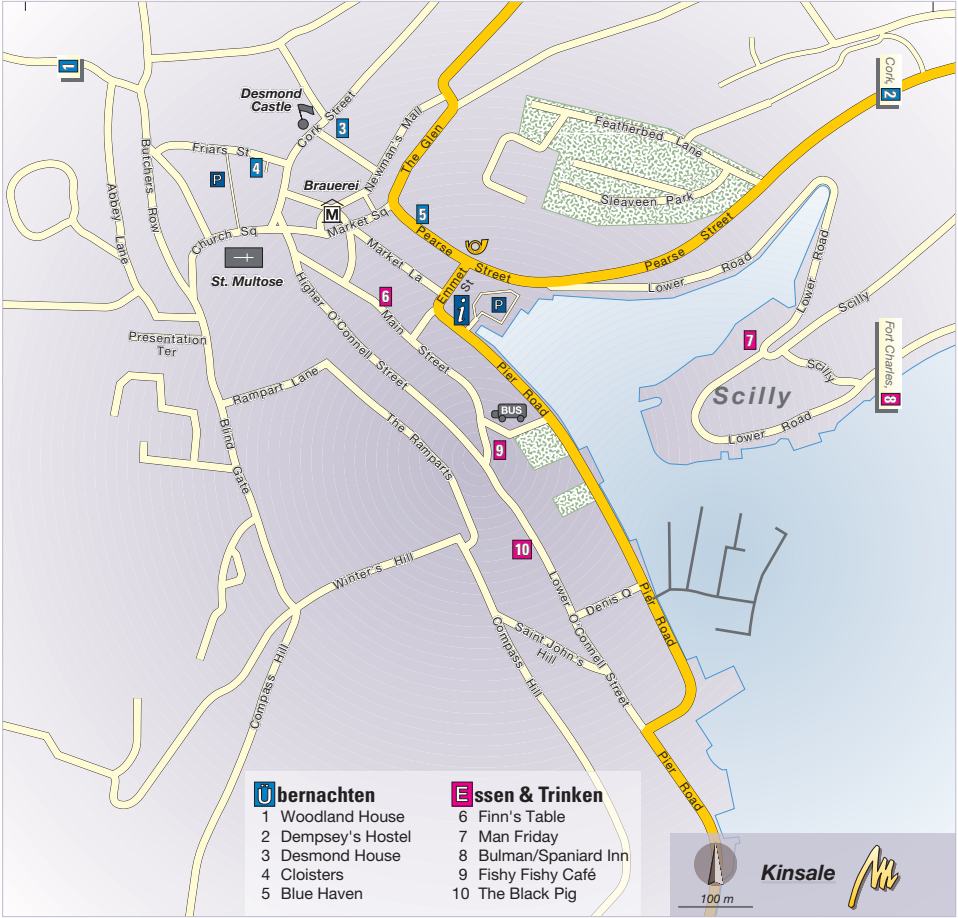 1
Cork,
2
Desmond
Castle
Cork Street
3
Newman's Mall
The Glen
Featherbed Lane
Sleaveen Park
Butchers Row
Friars St
4
P
Brauerei
M
Market Sq
5
Pearse Street
Pearse Street
Abbey Lane
Church Sq
St. Multose
Market La
Emmet St
i
P
Lower Road
Lower Road
Scilly
Fort Charles,
8
7
Scilly
Scilly
Lower Road
6
Main Street
Higher O'Connell Street
Presentation
Ter
Rampart Lane
The Ramparts
Pier Road
BUS
9
Blind Gate
10
Winter's Hill
Lower O'Connell Street
Denis Q
Pier Road
Saint John's
Hill
Compass Hill
Compass Hill
Pier Road
Übernachten
1 Woodland House
2 Dempsey's Hostel
3 Desmond House
4 Cloisters
5 Blue Haven
Essen & Trinken
6 Finn's Table
7 Man Friday
8 Bulman/Spaniard Inn
9 Fishy Fishy Café
10 The Black Pig
100 m
Kinsale